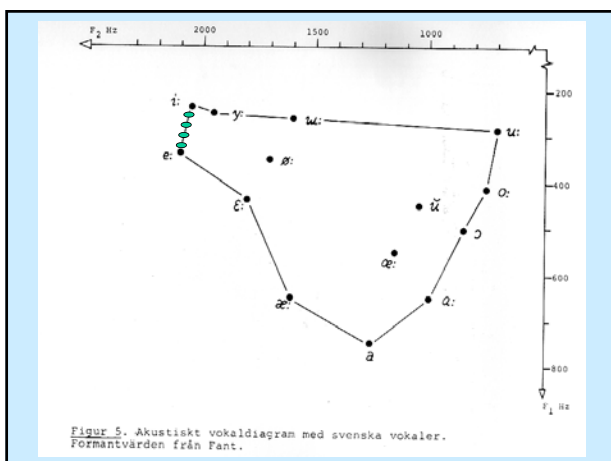 F₂ Hz 2000 1500 1000
200
i: y: ʉ: u:
e: ø:
400
ɛ: ŭ o:
ɔ
œ:
600
æ: ɑ:
a
800
F₁ Hz
Figur 5. Akustiskt vokaldiagram med svenska vokaler.
Formantvärden från Fant.